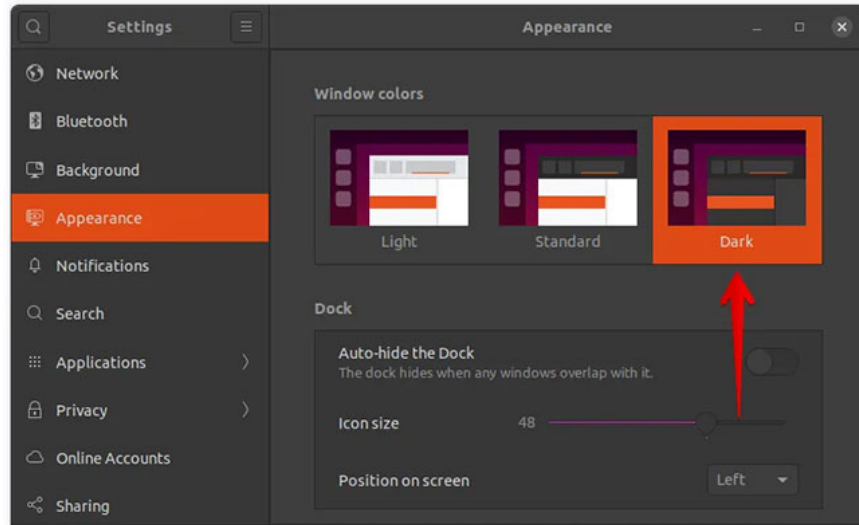 Settings
Appearance
Network
Bluetooth
Background
Appearance
Notifications
Search
Applications
Privacy
Online Accounts
Sharing
Window colors
Light
Standard
Dark
Dock
Auto-hide the Dock
The dock hides when any windows overlap with it.
Icon size
48
Position on screen
Left